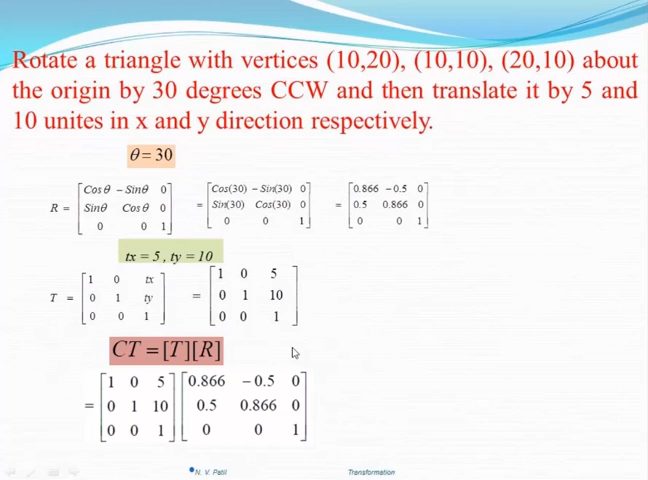 Rotate a triangle with vertices (10,20), (10,10), (20,10) about
the origin by 30 degrees CCW and then translate it by 5 and
10 unites in x and y direction respectively.
θ = 30
R = [Cos θ − Sinθ 0 = [Cos(30) − Sin(30) 0 = [0.866 −0.5 0
Sinθ Cos θ 0 Sin(30) Cos(30) 0 0.5 0.866 0
0 0 1] 0 0 1] 0 0 1]
tx = 5 , ty = 10
T = [1 0 tx = [1 0 5
0 1 ty 0 1 10
0 0 1] 0 0 1]
CT = [T][R]
= [1 0 5 [0.866 − 0.5 0
0 1 10 0.5 0.866 0
0 0 1] 0 0 1]
N. V. Patil Transformation